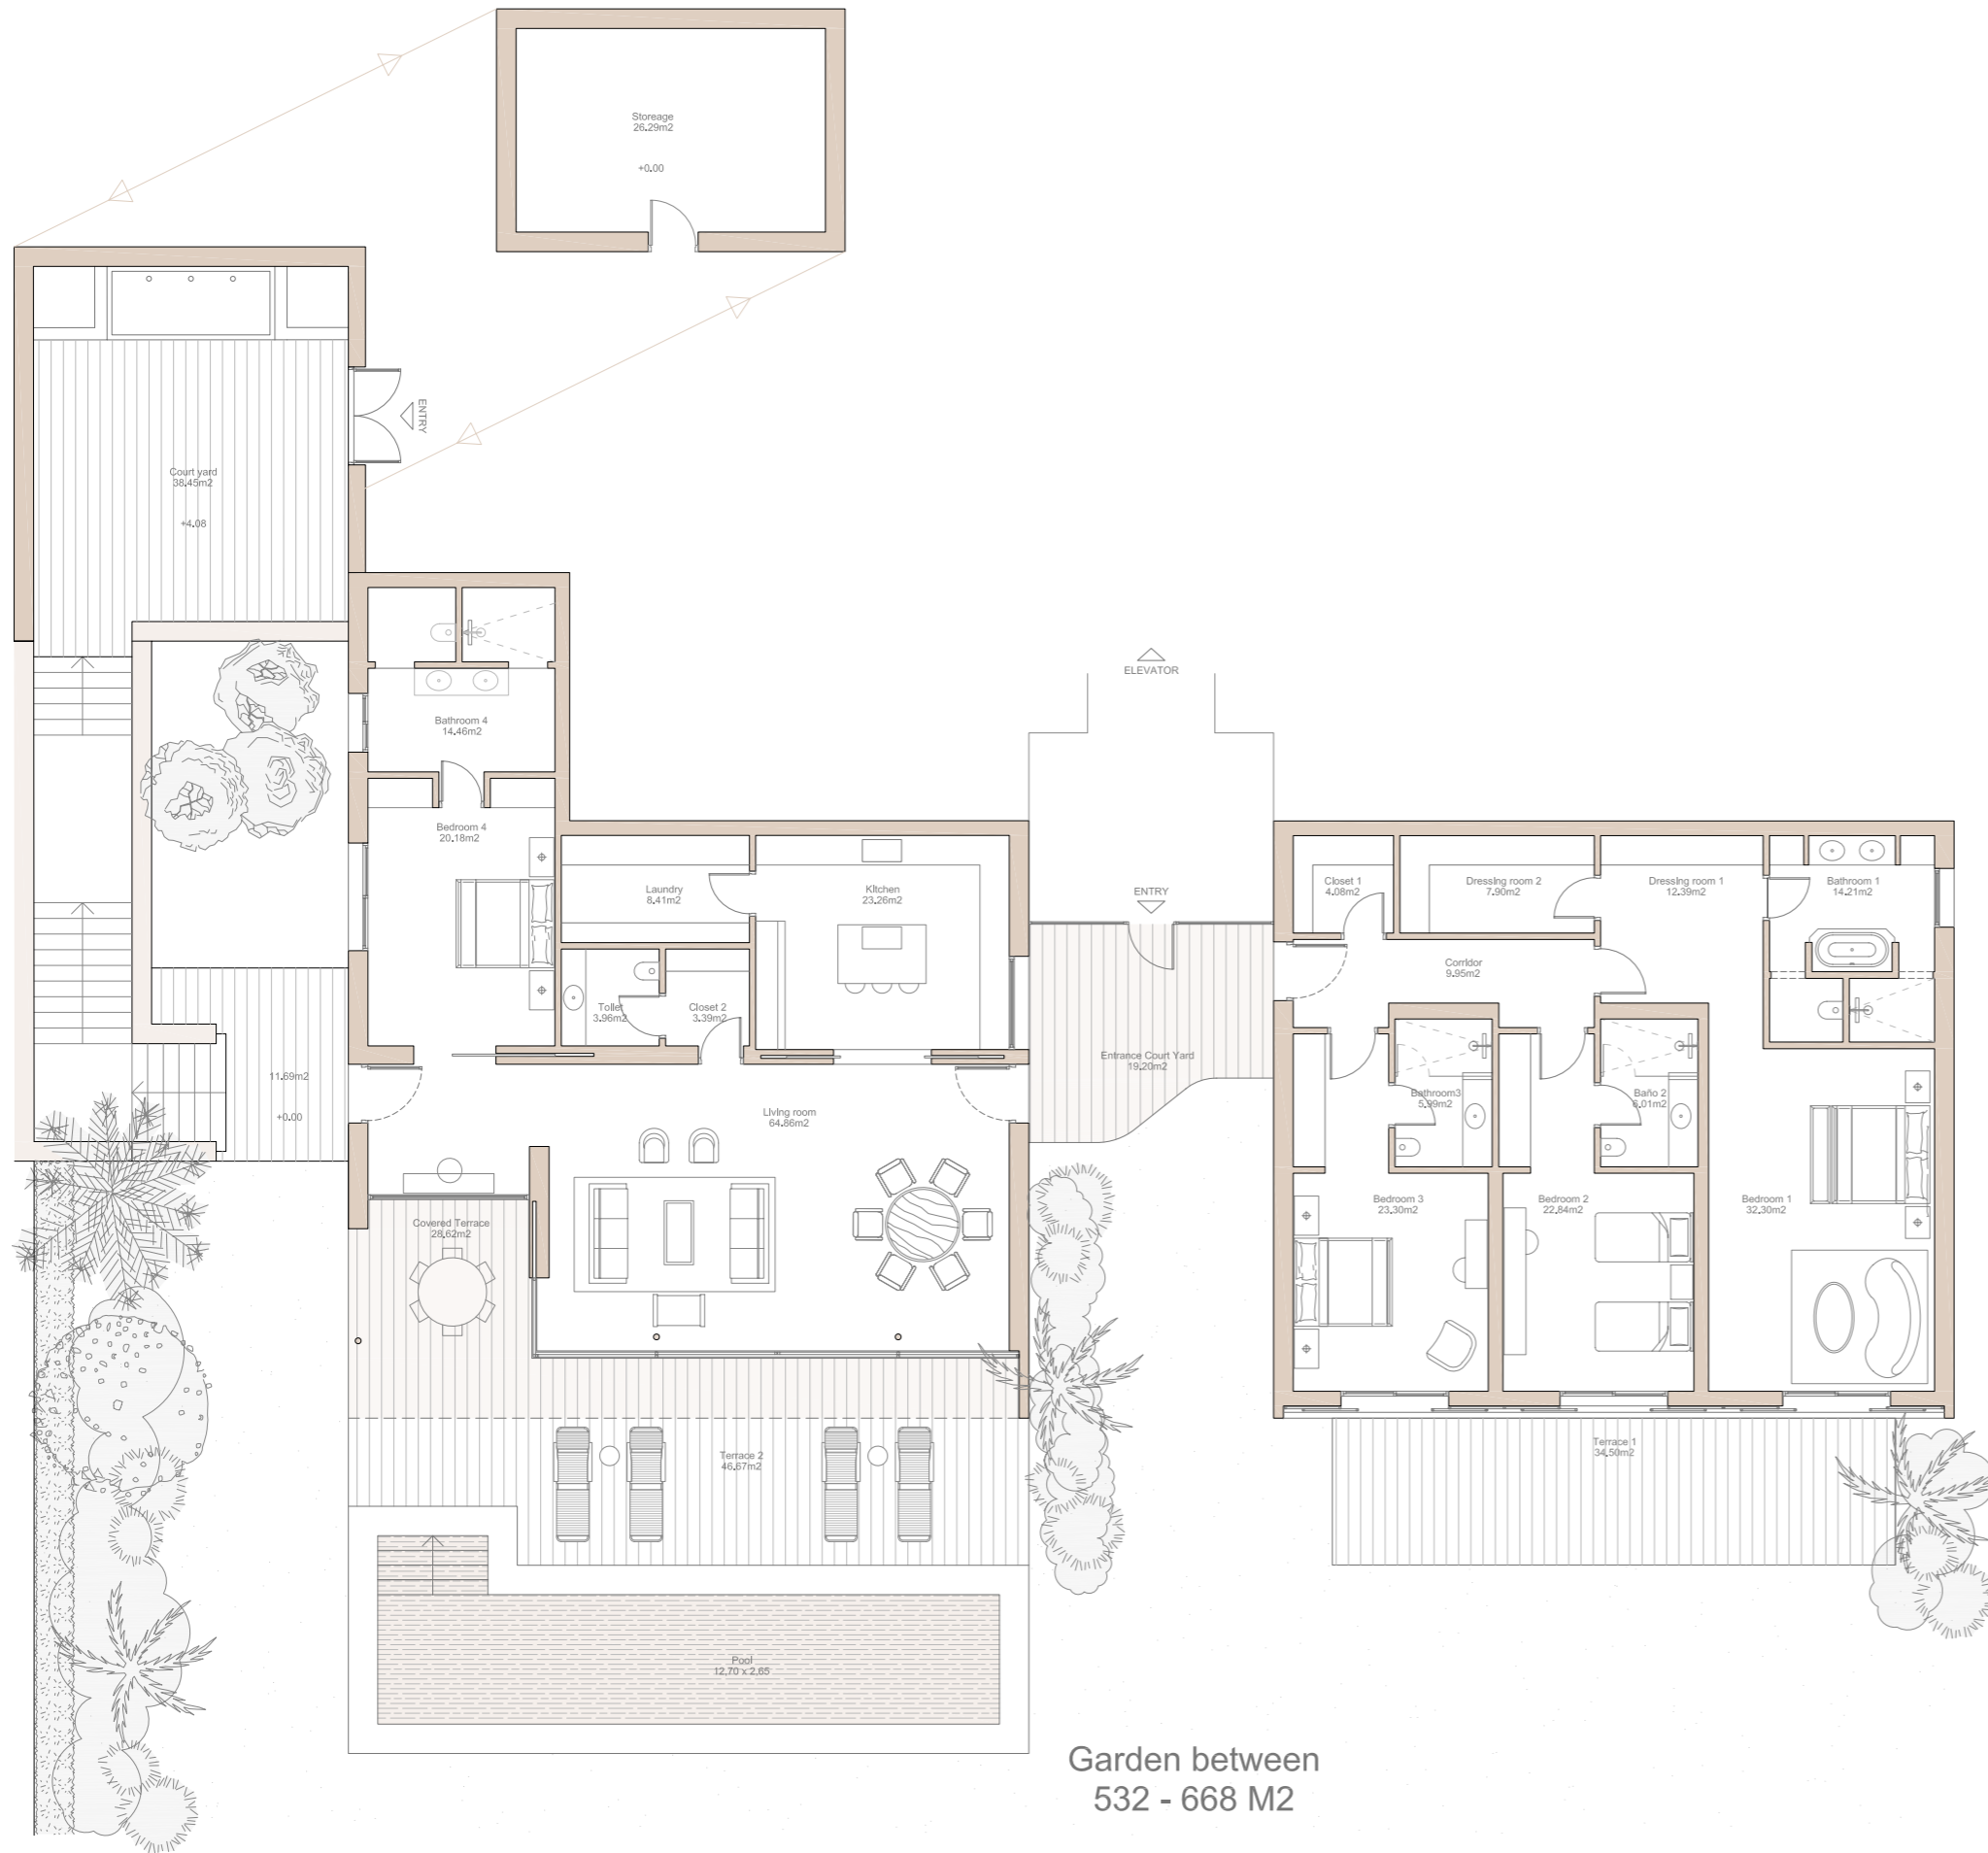 Storeage
26.29m2
+0.00
ENTRY
Court yard
38.45m2
+4.08
ELEVATOR
Bathroom 4
14.46m2
Bedroom 4
20.18m2
Laundry
8.41m2
Kitchen
23.26m2
ENTRY
Closet 1
4.08m2
Dressing room 2
7.90m2
Dressing room 1
12.39m2
Bathroom 1
14.21m2
Corridor
9.95m2
Toilet
3.96m2
Closet 2
3.39m2
Entrance Court Yard
19.20m2
11.69m2
+0.00
Living room
64.86m2
Bathroom3
5.99m2
Baño 2
6.01m2
Covered Terrace
28.62m2
Bedroom 3
23.30m2
Bedroom 2
22.84m2
Bedroom 1
32.30m2
Terrace 2
46.67m2
Terrace 1
34.50m2
Pool
12.70 x 2.65
Garden between
532 - 668 M2